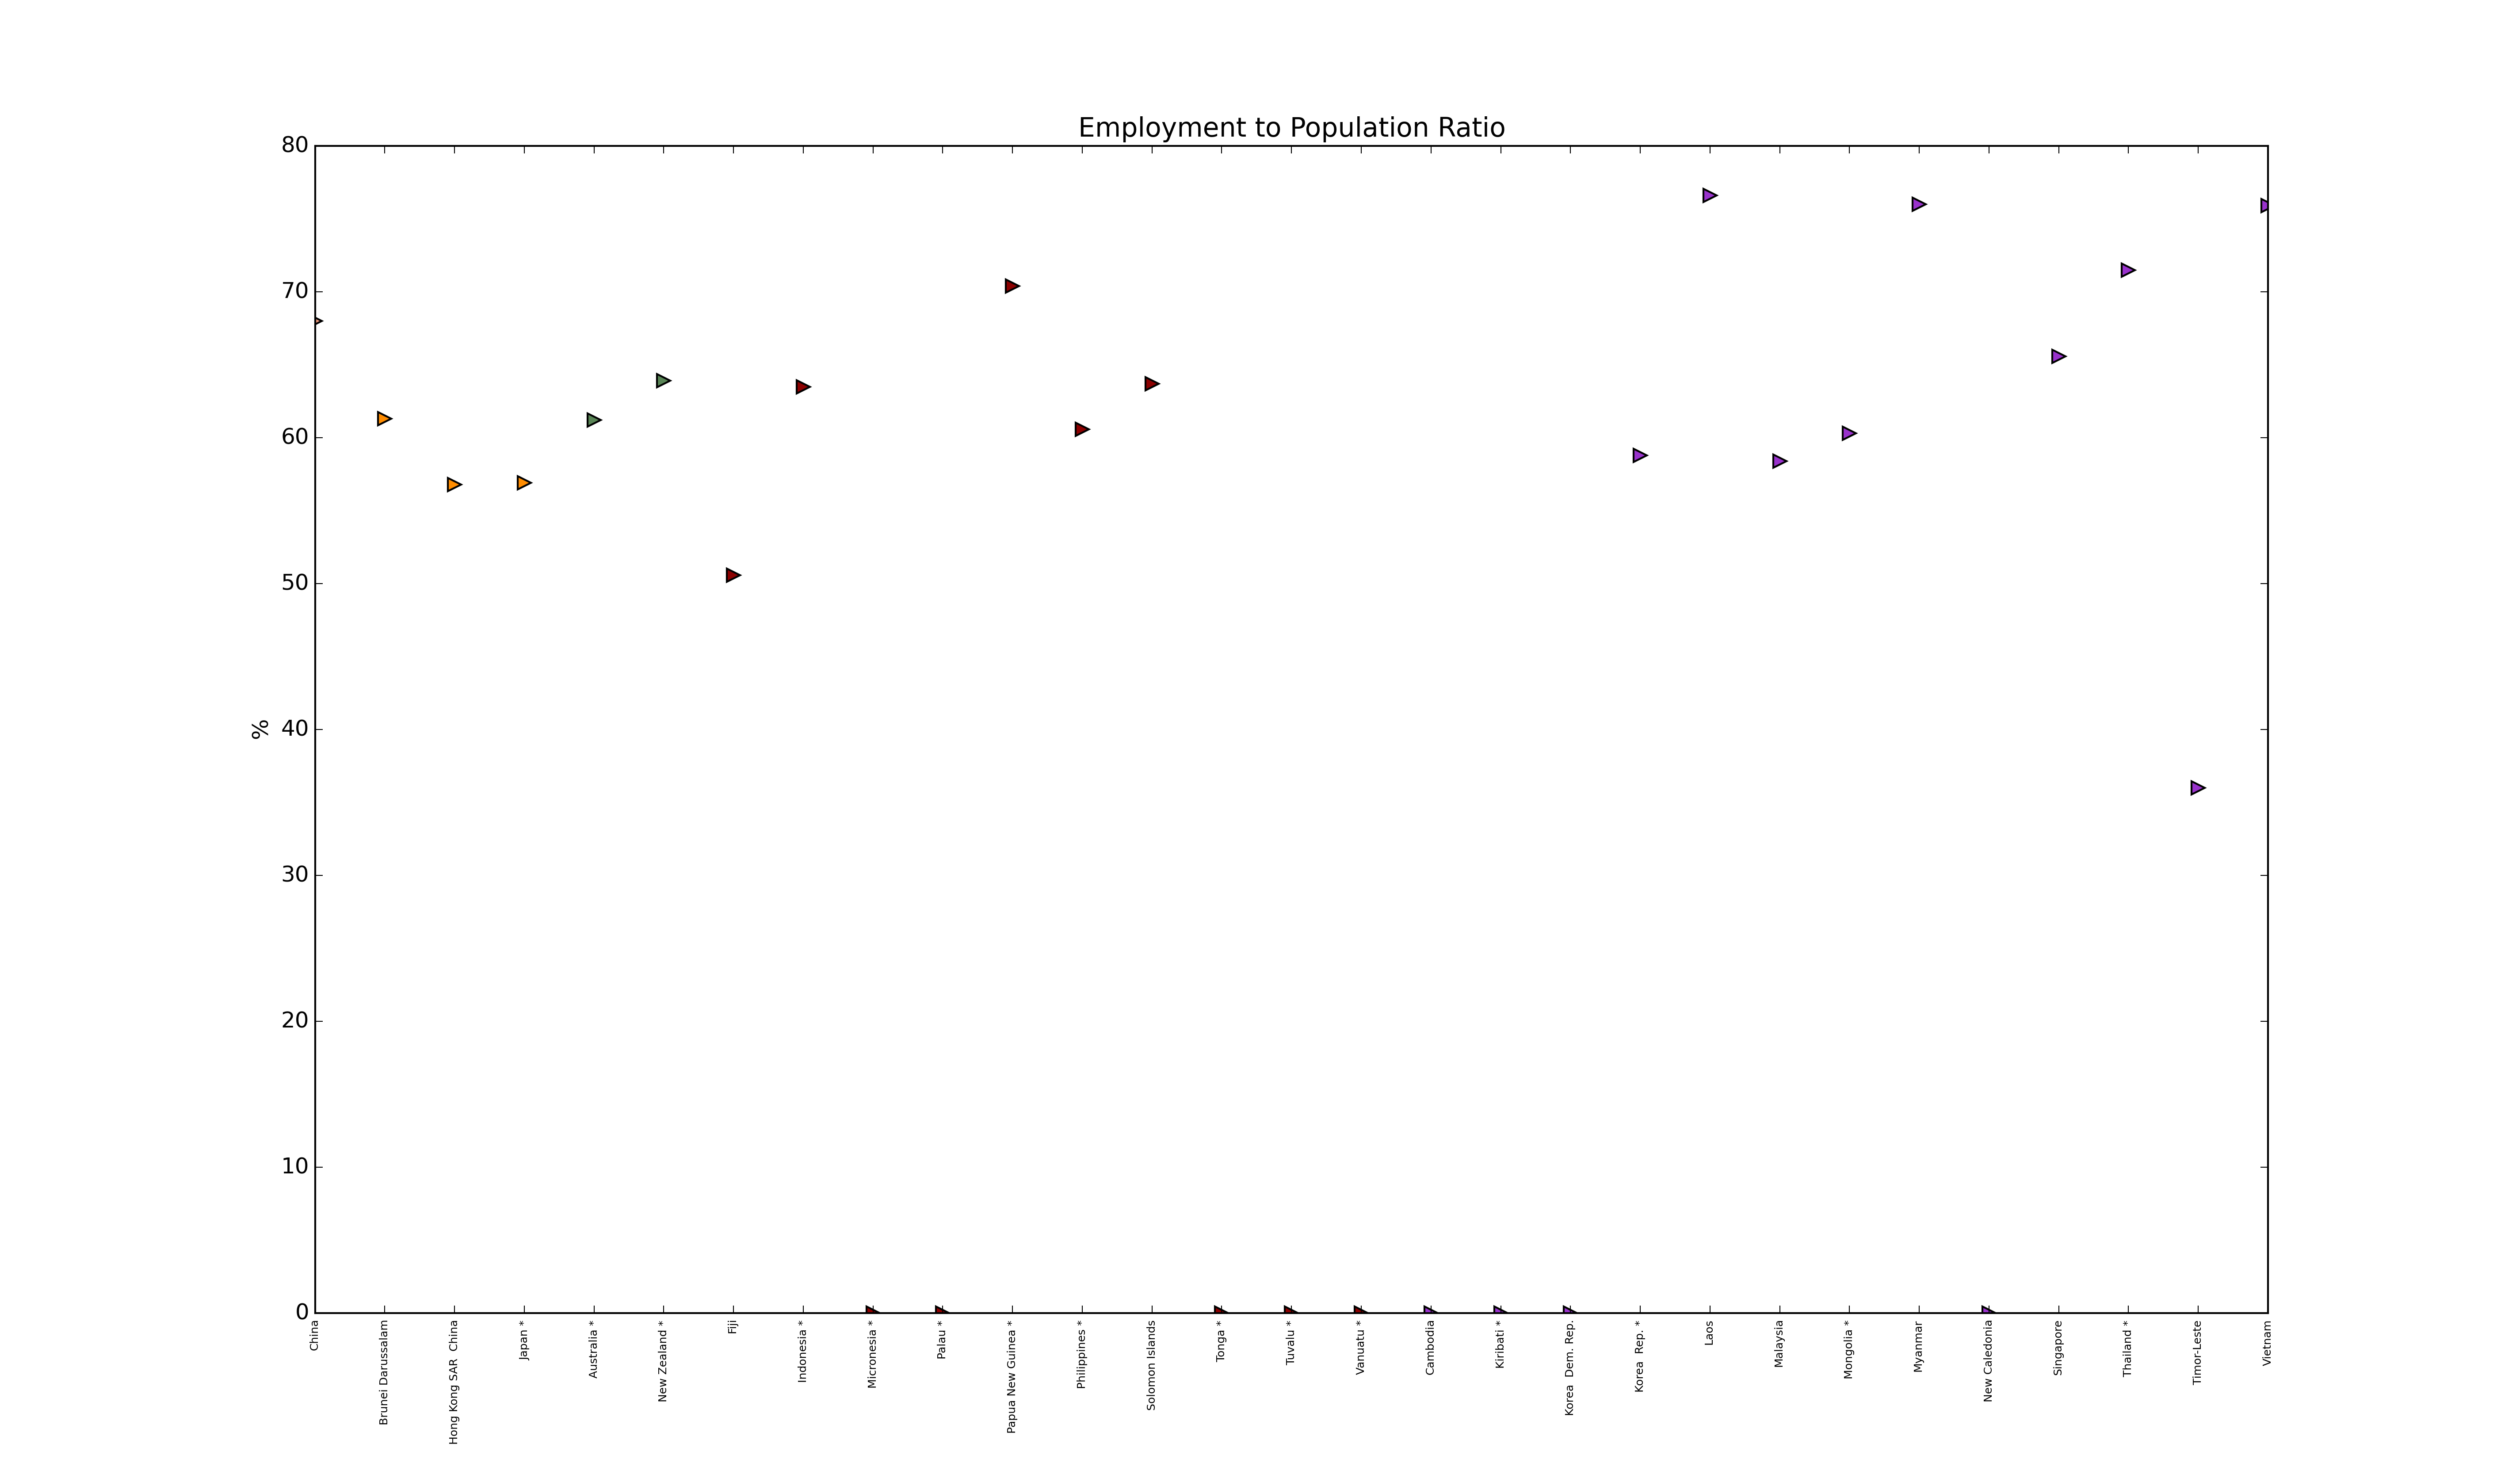 Employment to Population Ratio
80
70
60
50
40
30
20
10
0
%
China
Brunei Darussalam
Hong Kong SAR  China
Japan *
Australia *
New Zealand *
Fiji
Indonesia *
Micronesia *
Palau *
Papua New Guinea *
Philippines *
Solomon Islands
Tonga *
Tuvalu *
Vanuatu *
Cambodia
Kiribati *
Korea  Dem. Rep.
Korea  Rep. *
Laos
Malaysia
Mongolia *
Myanmar
New Caledonia
Singapore
Thailand *
Timor-Leste
Vietnam